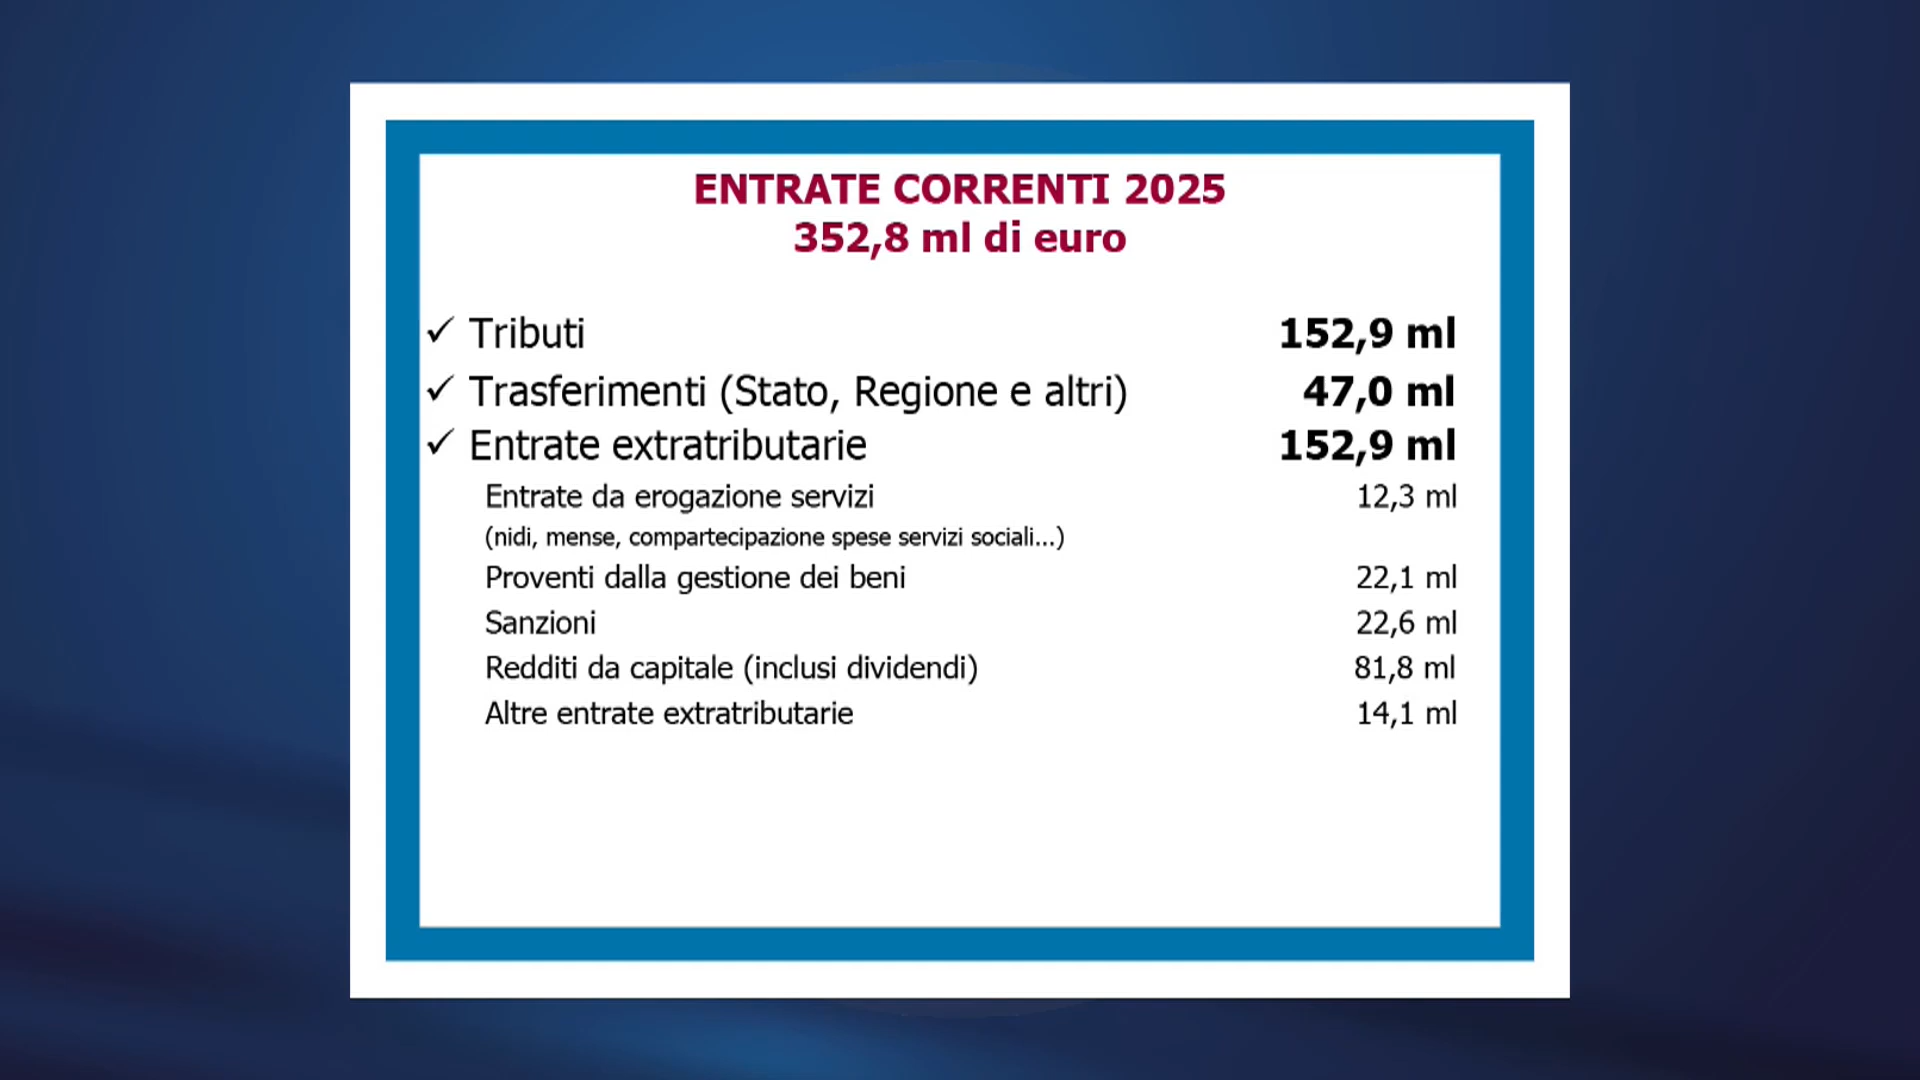 ENTRATE CORRENTI 2025
352,8 ml di euro
✓ Tributi 152,9 ml
✓ Trasferimenti (Stato, Regione e altri) 47,0 ml
✓ Entrate extratributarie 152,9 ml
Entrate da erogazione servizi 12,3 ml
(nidi, mense, compartecipazione spese servizi sociali...)
Proventi dalla gestione dei beni 22,1 ml
Sanzioni 22,6 ml
Redditi da capitale (inclusi dividendi) 81,8 ml
Altre entrate extratributarie 14,1 ml